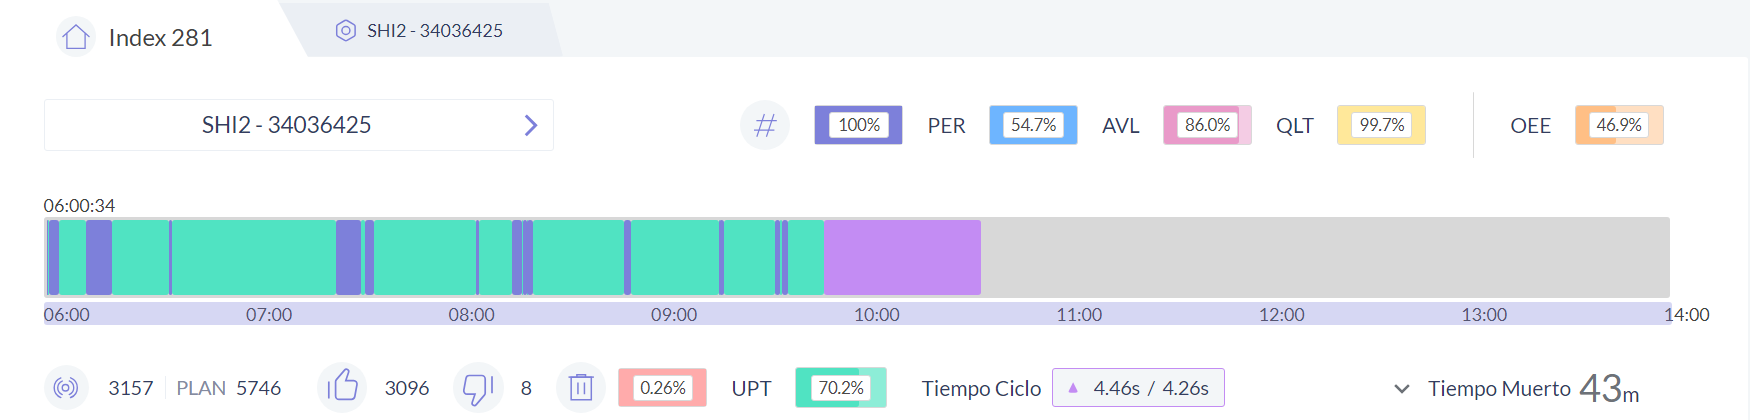 Index 281
SHI2 - 34036425
SHI2 - 34036425
100% PER 54.7% AVL 86.0% QLT 99.7% OEE 46.9%
06:00:34
06:00 07:00 08:00 09:00 10:00 11:00 12:00 13:00 14:00
3157 PLAN 5746 3096 8 0.26% UPT 70.2% Tiempo Ciclo 4.46s / 4.26s Tiempo Muerto 43m